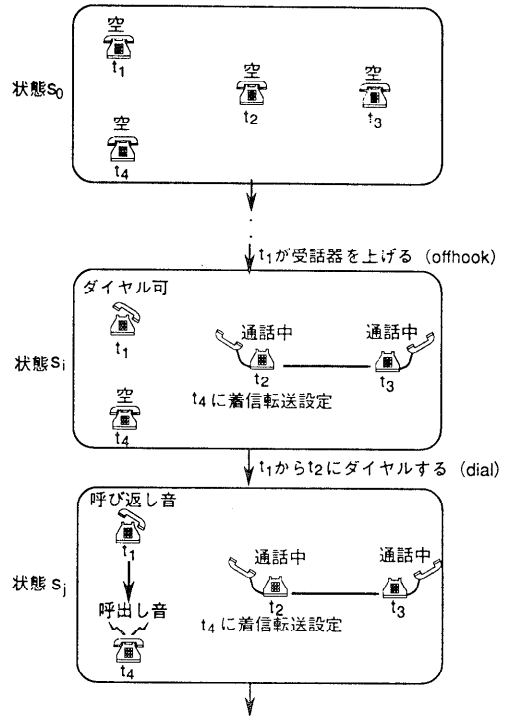 状態S0
空
t1
空
t2
空
t3
空
t4
t1が受話器を上げる (offhook)
状態Si
ダイヤル可
t1
通話中
t2
通話中
t3
t4に着信転送設定
空
t4
t1からt2にダイヤルする (dial)
状態Sj
呼び返し音
t1
通話中
t2
通話中
t3
t4に着信転送設定
呼出し音
t4